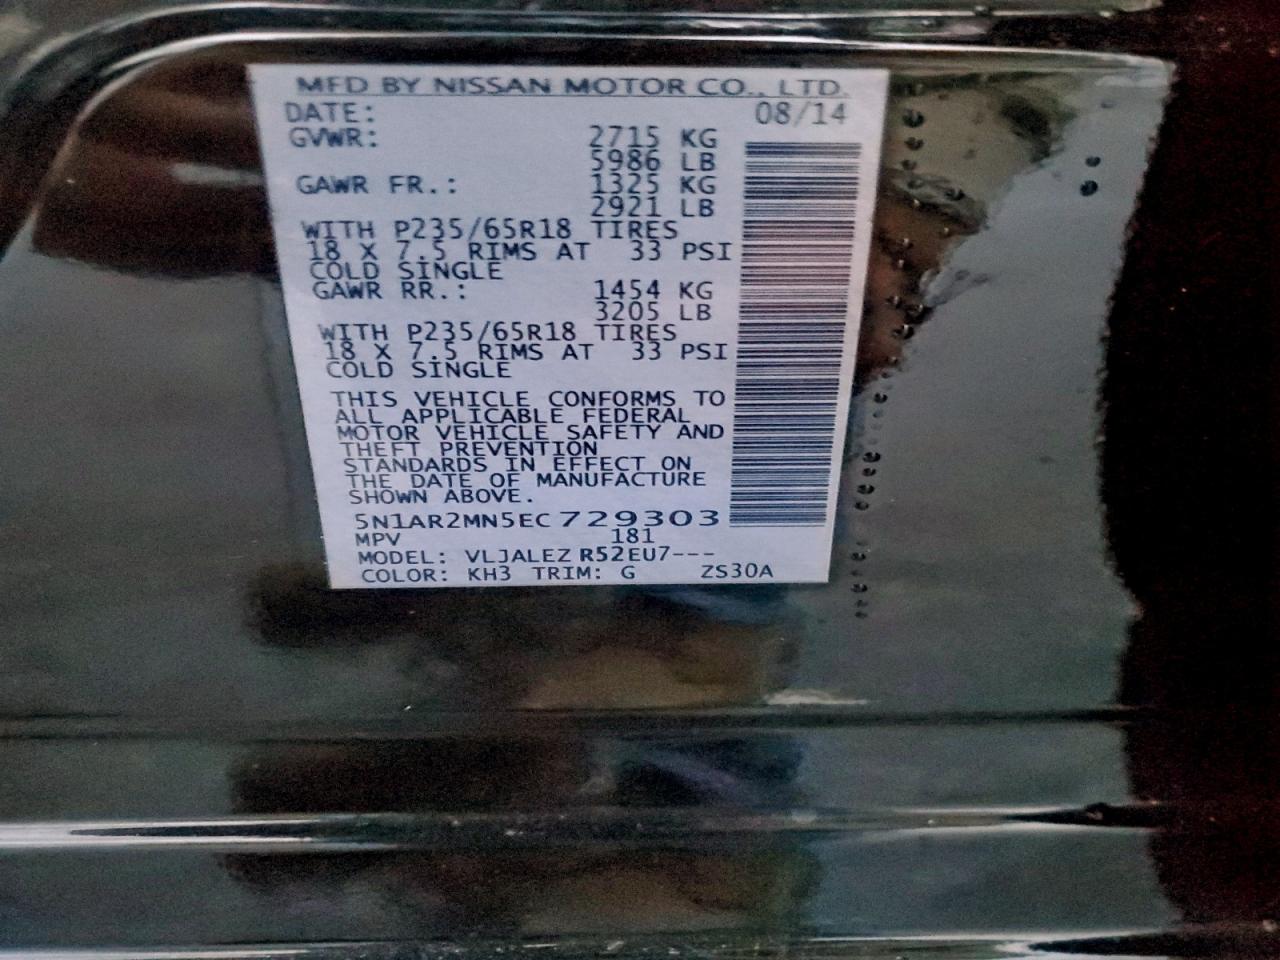 MFD BY NISSAN MOTOR CO., LTD.
DATE: 08/14
GVWR: 2715 KG
5986 LB
GAWR FR.: 1325 KG
2921 LB
WITH P235/65R18 TIRES
18 X 7.5 RIMS AT 33 PSI
COLD SINGLE
GAWR RR.: 1454 KG
3205 LB
WITH P235/65R18 TIRES
18 X 7.5 RIMS AT 33 PSI
COLD SINGLE
THIS VEHICLE CONFORMS TO
ALL APPLICABLE FEDERAL
MOTOR VEHICLE SAFETY AND
THEFT PREVENTION
STANDARDS IN EFFECT ON
THE DATE OF MANUFACTURE
SHOWN ABOVE.
5N1AR2MN5EC729303
MPV 181
MODEL: VLJALEZ R52EU7---
COLOR: KH3 TRIM: G ZS30A